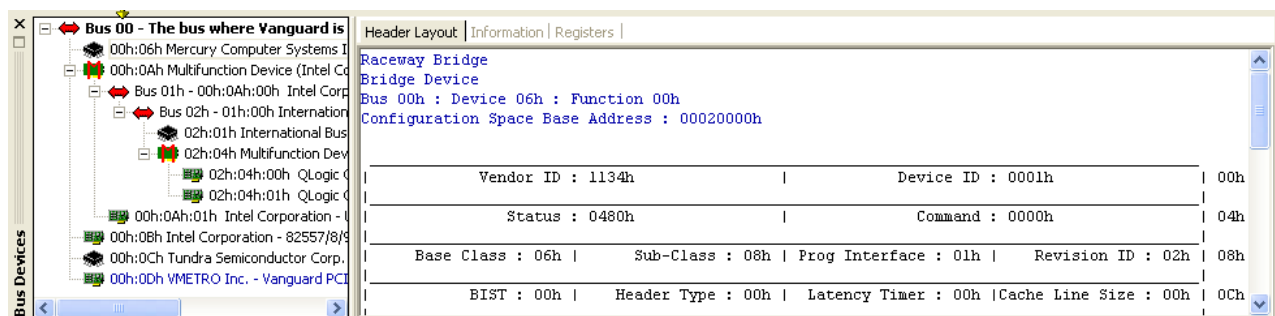 Bus Devices
Bus 00 - The bus where Vanguard is
00h:06h Mercury Computer Systems I
00h:0Ah Multifunction Device (Intel Co
Bus 01h - 00h:0Ah:00h Intel Corp
Bus 02h - 01h:00h Internation
02h:01h International Bus
02h:04h Multifunction Dev
02h:04h:00h QLogic C
02h:04h:01h QLogic C
00h:0Ah:01h Intel Corporation - U
00h:0Bh Intel Corporation - 82557/8/9
00h:0Ch Tundra Semiconductor Corp.
00h:0Dh VMETRO Inc. - Vanguard PCI
Header Layout | Information | Registers |
Raceway Bridge
Bridge Device
Bus 00h : Device 06h : Function 00h
Configuration Space Base Address : 00020000h
| Vendor ID : 1134h | Device ID : 0001h | 00h
| Status : 0480h | Command : 0000h | 04h
| Base Class : 06h | Sub-Class : 08h | Prog Interface : 01h | Revision ID : 02h | 08h
| BIST : 00h | Header Type : 00h | Latency Timer : 00h |Cache Line Size : 00h | 0Ch